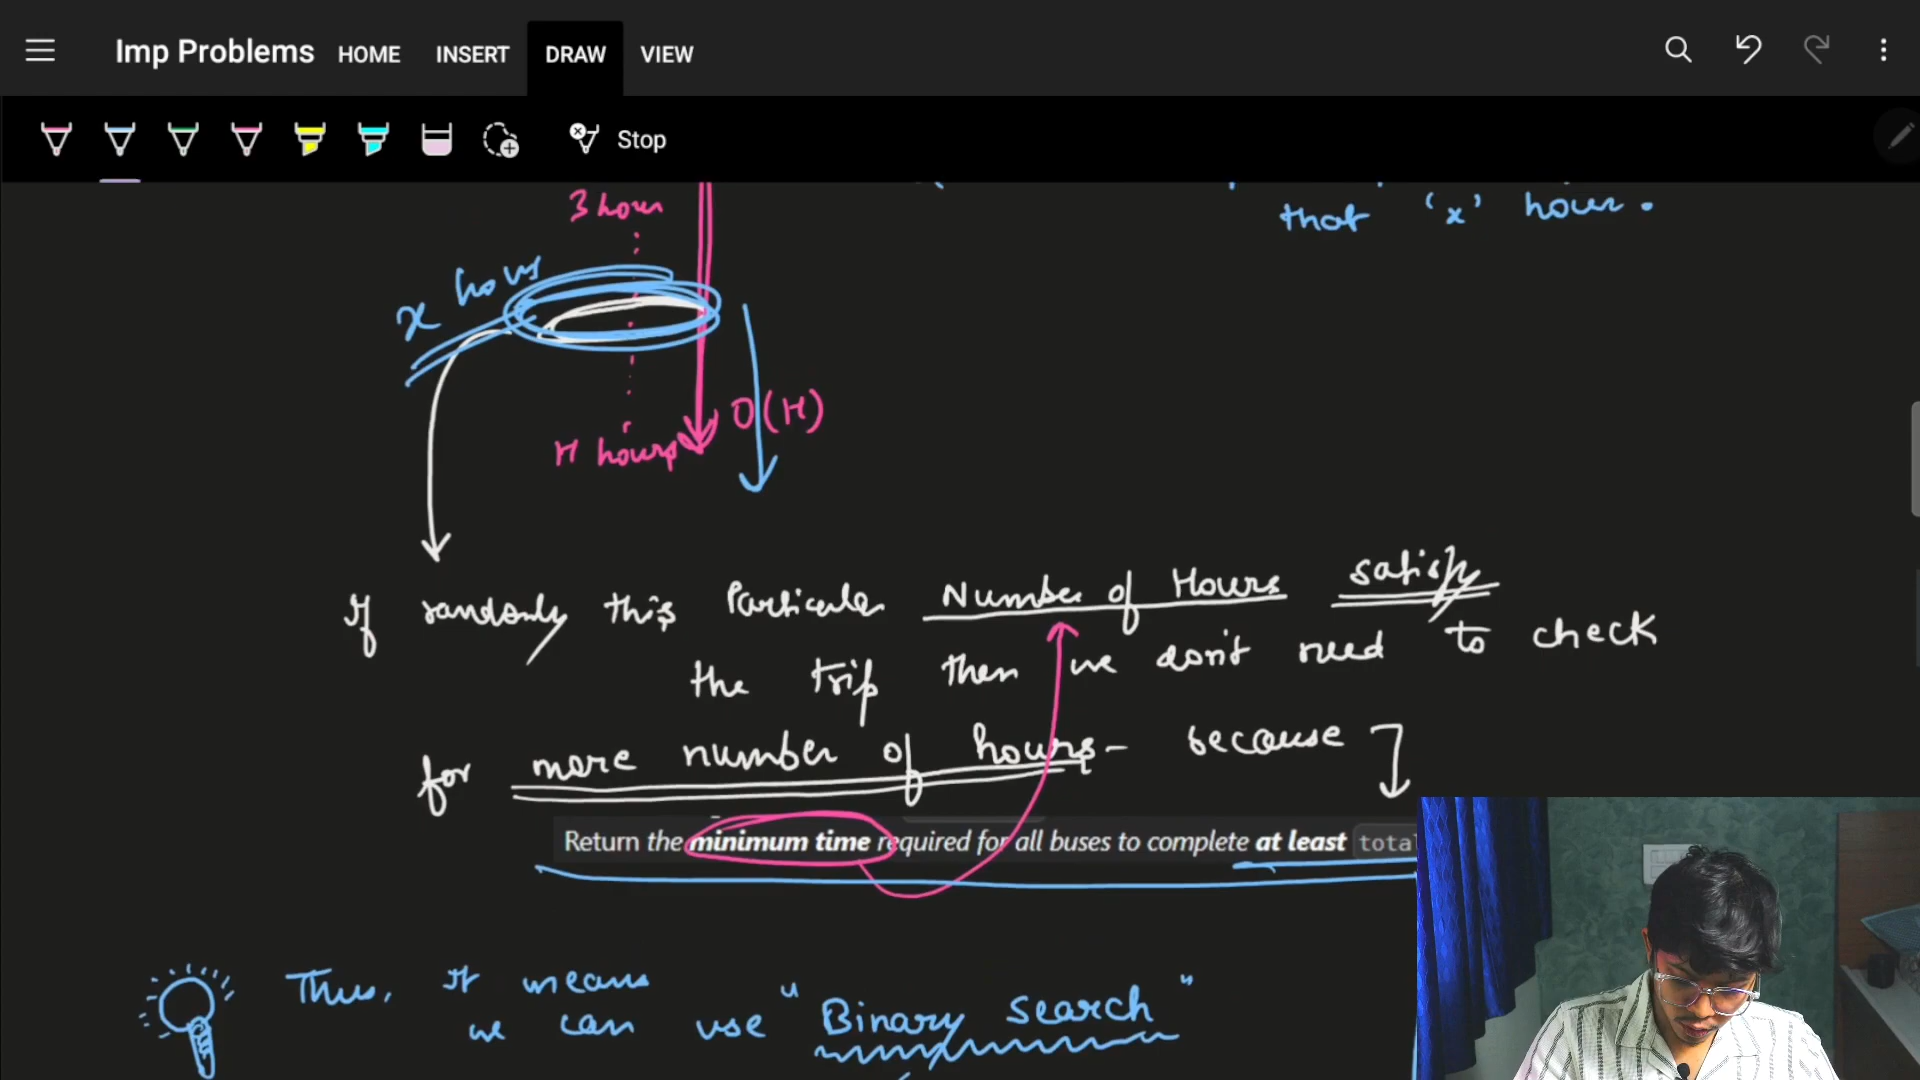 Imp Problems HOME INSERT DRAW VIEW
Stop
3 hours
that 'x' hour.
x hours
O(H)
H hours
If randomly this Particular Number of Hours satisfy
the trip then we don't need to check
for more number of hours - because
Return the minimum time required for all buses to complete at least total
Thus, It means
we can use "Binary search"